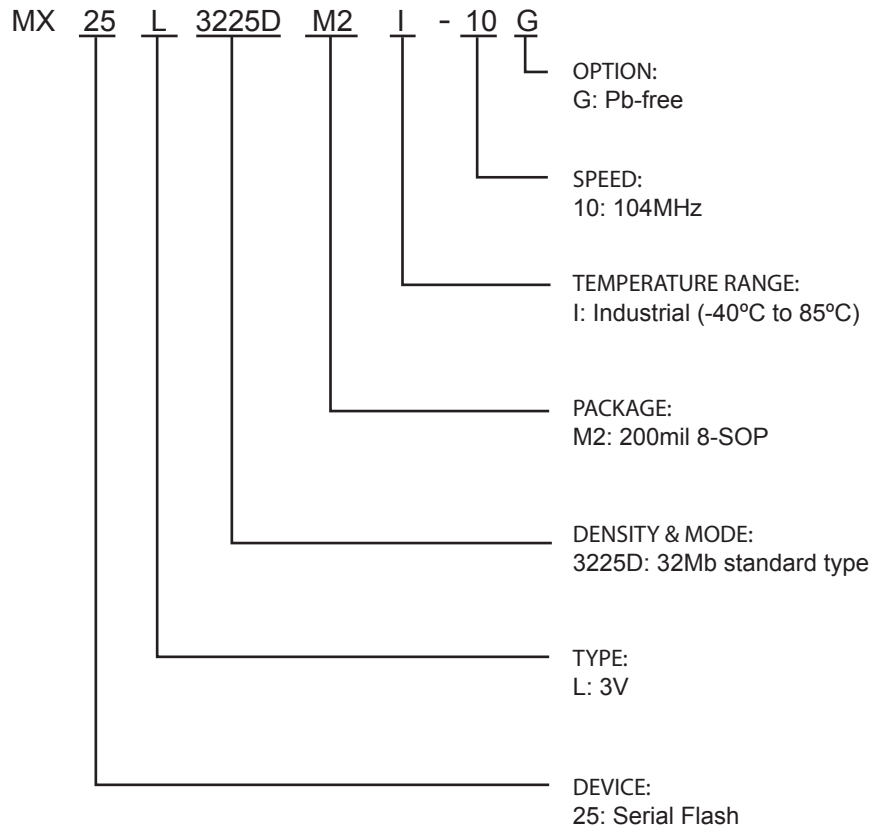 MX 25 L 3225D M2 I - 10 G
OPTION:
G: Pb-free
SPEED:
10: 104MHz
TEMPERATURE RANGE:
I: Industrial (-40ºC to 85ºC)
PACKAGE:
M2: 200mil 8-SOP
DENSITY & MODE:
3225D: 32Mb standard type
TYPE:
L: 3V
DEVICE:
25: Serial Flash